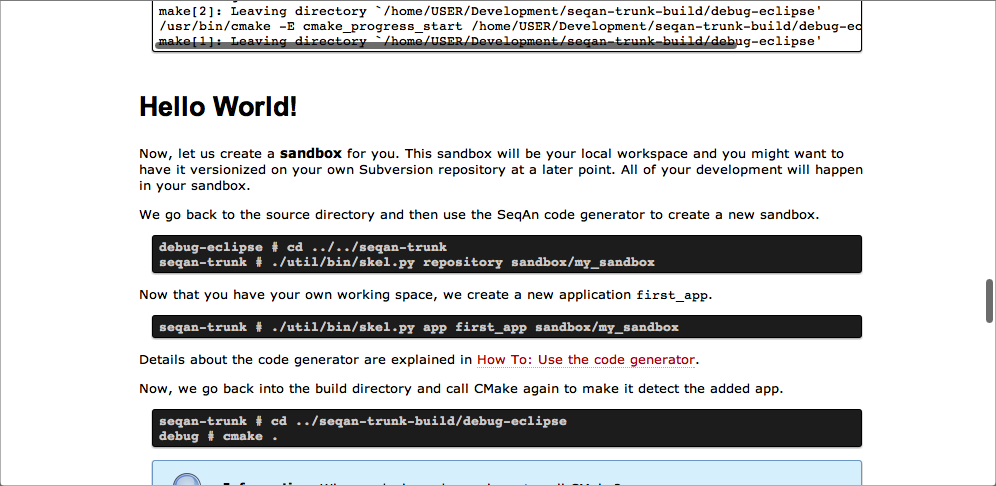 make[2]: Leaving directory `/home/USER/Development/seqan-trunk-build/debug-eclipse'
/usr/bin/cmake -E cmake_progress_start /home/USER/Development/seqan-trunk-build/debug-ec
make[1]: Leaving directory `/home/USER/Development/seqan-trunk-build/debug-eclipse'
Hello World!
Now, let us create a sandbox for you. This sandbox will be your local workspace and you might want to
have it versionized on your own Subversion repository at a later point. All of your development will happen
in your sandbox.
We go back to the source directory and then use the SeqAn code generator to create a new sandbox.
debug-eclipse # cd ../../seqan-trunk
seqan-trunk # ./util/bin/skel.py repository sandbox/my_sandbox
Now that you have your own working space, we create a new application first_app.
seqan-trunk # ./util/bin/skel.py app first_app sandbox/my_sandbox
Details about the code generator are explained in How To: Use the code generator.
Now, we go back into the build directory and call CMake again to make it detect the added app.
seqan-trunk # cd ../seqan-trunk-build/debug-eclipse
debug # cmake .